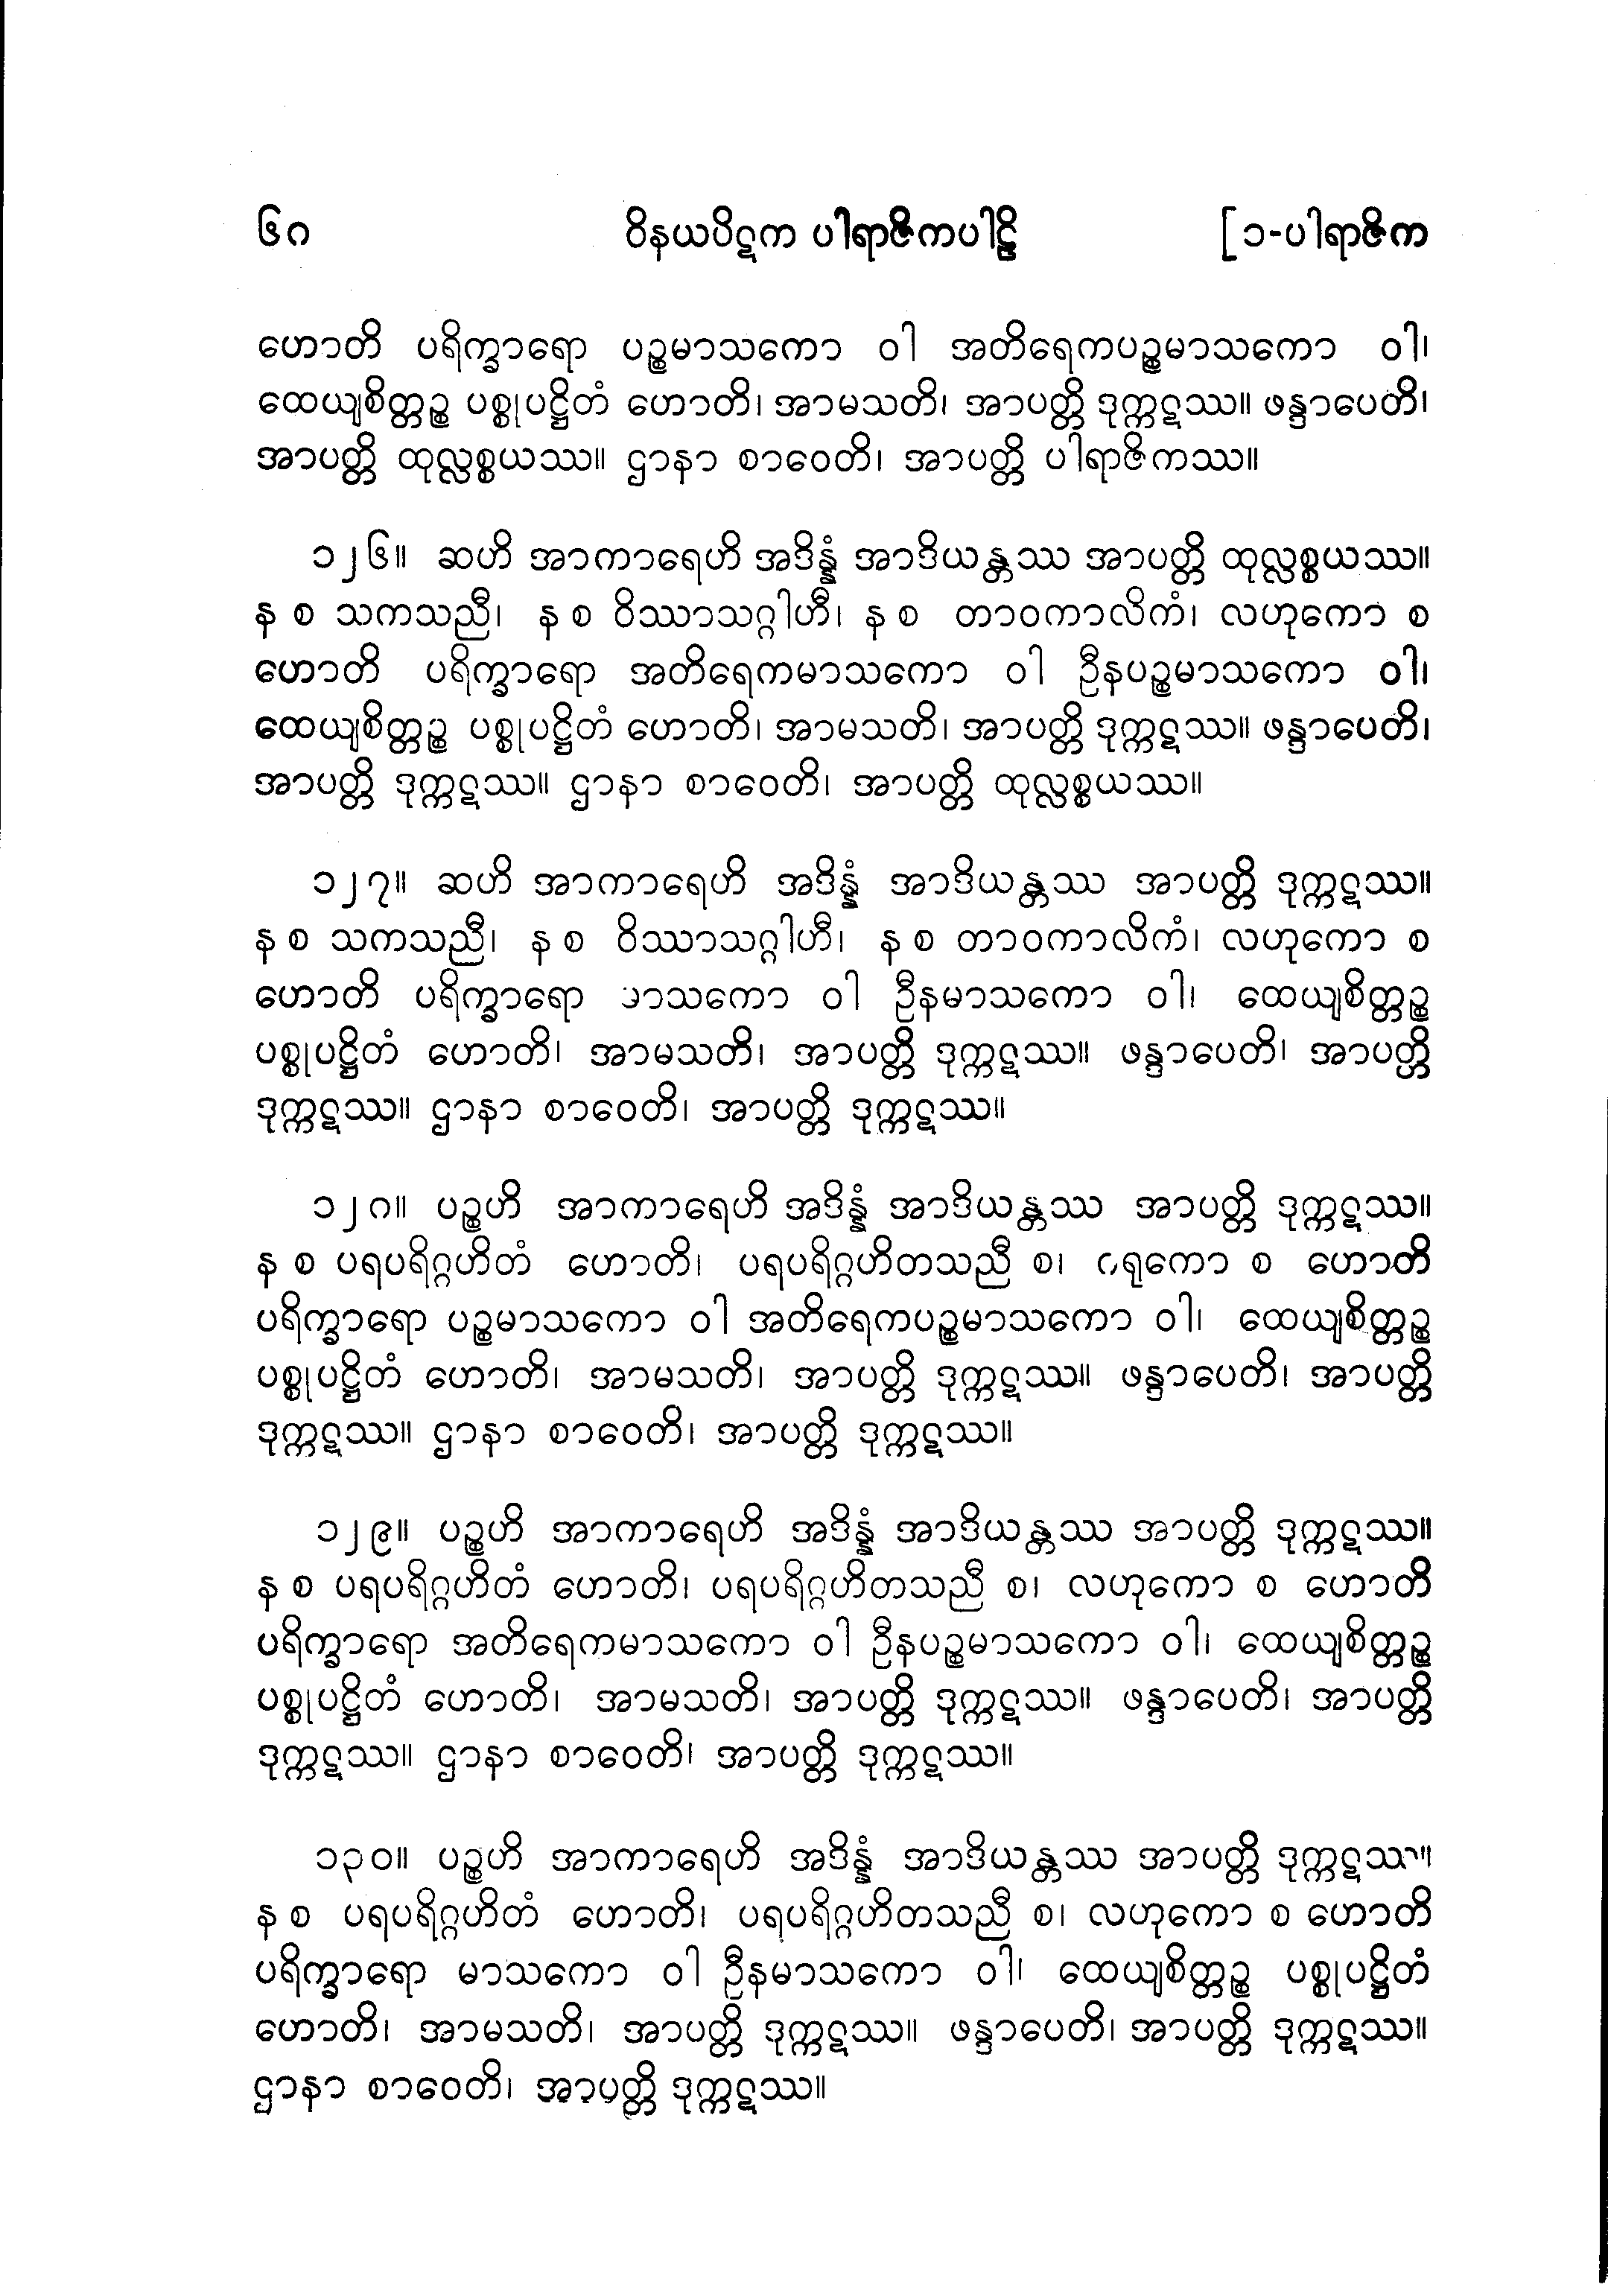 ၆၈ ဝိနယပိဋက ပါရာဇိကပါဠိ [၁-ပါရာဇိက
ဟောတိ ပရိက္ခာရော ပဉ္စမာသကော ဝါ အတိရေကပဉ္စမာသကော ဝါ၊
ထေယျစိတ္တဉ္စ ပစ္စုပဋ္ဌိတံ ဟောတိ၊ အာမသတိ၊ အာပတ္တိ ဒုက္ကဋဿ။ ဖန္ဒာပေတိ၊
အာပတ္တိ ထုလ္လစ္စယဿ။ ဌာနာ စာဝေတိ၊ အာပတ္တိ ပါရာဇိကဿ။
၁၂၆။ ဆဟိ အာကာရေဟိ အဒိန္နံ အာဒိယန္တဿ အာပတ္တိ ထုလ္လစ္စယဿ။
န စ သကသညီ၊ န စ ဝိဿာသဂ္ဂါဟီ၊ န စ တာဝကာလိကံ၊ လဟုကော စ
ဟောတိ ပရိက္ခာရော အတိရေကမာသကော ဝါ ဦနပဉ္စမာသကော ဝါ၊
ထေယျစိတ္တဉ္စ ပစ္စုပဋ္ဌိတံ ဟောတိ၊ အာမသတိ၊ အာပတ္တိ ဒုက္ကဋဿ။ ဖန္ဒာပေတိ၊
အာပတ္တိ ဒုက္ကဋဿ။ ဌာနာ စာဝေတိ၊ အာပတ္တိ ထုလ္လစ္စယဿ။
၁၂၇။ ဆဟိ အာကာရေဟိ အဒိန္နံ အာဒိယန္တဿ အာပတ္တိ ဒုက္ကဋဿ။
န စ သကသညီ၊ န စ ဝိဿာသဂ္ဂါဟီ၊ န စ တာဝကာလိကံ၊ လဟုကော စ
ဟောတိ ပရိက္ခာရော မာသကော ဝါ ဦနမာသကော ဝါ၊ ထေယျစိတ္တဉ္စ
ပစ္စုပဋ္ဌိတံ ဟောတိ၊ အာမသတိ၊ အာပတ္တိ ဒုက္ကဋဿ။ ဖန္ဒာပေတိ၊ အာပတ္တိ
ဒုက္ကဋဿ။ ဌာနာ စာဝေတိ၊ အာပတ္တိ ဒုက္ကဋဿ။
၁၂၈။ ပဉ္စဟိ အာကာရေဟိ အဒိန္နံ အာဒိယန္တဿ အာပတ္တိ ဒုက္ကဋဿ။
န စ ပရပရိဂ္ဂဟိတံ ဟောတိ၊ ပရပရိဂ္ဂဟိတသညီ စ၊ ဂရုကော စ ဟောတိ
ပရိက္ခာရော ပဉ္စမာသကော ဝါ အတိရေကပဉ္စမာသကော ဝါ၊ ထေယျစိတ္တဉ္စ
ပစ္စုပဋ္ဌိတံ ဟောတိ၊ အာမသတိ၊ အာပတ္တိ ဒုက္ကဋဿ။ ဖန္ဒာပေတိ၊ အာပတ္တိ
ဒုက္ကဋဿ။ ဌာနာ စာဝေတိ၊ အာပတ္တိ ဒုက္ကဋဿ။
၁၂၉။ ပဉ္စဟိ အာကာရေဟိ အဒိန္နံ အာဒိယန္တဿ အာပတ္တိ ဒုက္ကဋဿ။
န စ ပရပရိဂ္ဂဟိတံ ဟောတိ၊ ပရပရိဂ္ဂဟိတသညီ စ၊ လဟုကော စ ဟောတိ
ပရိက္ခာရော အတိရေကမာသကော ဝါ ဦနပဉ္စမာသကော ဝါ၊ ထေယျစိတ္တဉ္စ
ပစ္စုပဋ္ဌိတံ ဟောတိ၊ အာမသတိ၊ အာပတ္တိ ဒုက္ကဋဿ။ ဖန္ဒာပေတိ၊ အာပတ္တိ
ဒုက္ကဋဿ။ ဌာနာ စာဝေတိ၊ အာပတ္တိ ဒုက္ကဋဿ။
၁၃၀။ ပဉ္စဟိ အာကာရေဟိ အဒိန္နံ အာဒိယန္တဿ အာပတ္တိ ဒုက္ကဋဿ။
န စ ပရပရိဂ္ဂဟိတံ ဟောတိ၊ ပရပရိဂ္ဂဟိတသညီ စ၊ လဟုကော စ ဟောတိ
ပရိက္ခာရော မာသကော ဝါ ဦနမာသကော ဝါ၊ ထေယျစိတ္တဉ္စ ပစ္စုပဋ္ဌိတံ
ဟောတိ၊ အာမသတိ၊ အာပတ္တိ ဒုက္ကဋဿ။ ဖန္ဒာပေတိ၊ အာပတ္တိ ဒုက္ကဋဿ။
ဌာနာ စာဝေတိ၊ အာပတ္တိ ဒုက္ကဋဿ။